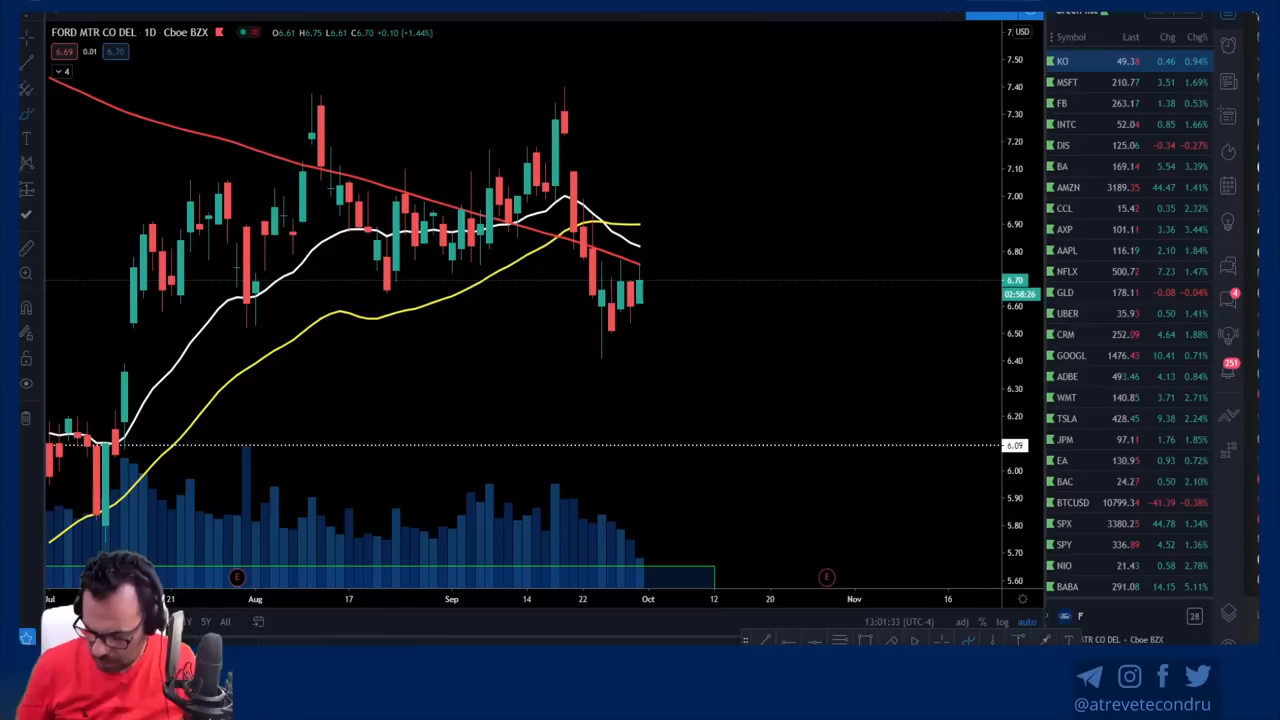 FORD MTR CO DEL · 1D · Cboe BZX O6.61 H6.75 L6.61 C6.70 +0.10 (+1.44%)
6.69 0.01 6.70
4
USD
7.50
7.40
7.30
7.20
7.10
7.00
6.90
6.80
6.70
02:58:26
6.60
6.50
6.40
6.30
6.20
6.09
6.00
5.90
5.80
5.70
5.60
E
E
21 Aug 17 Sep 14 22 Oct 12 20 Nov 16
5Y All
13:01:33 (UTC-4) adj % log auto
Symbol Last Chg Chg%
KO 49.38 0.46 0.94%
MSFT 210.77 3.51 1.69%
FB 263.17 1.38 0.53%
INTC 52.04 0.85 1.66%
DIS 125.06 -0.34 -0.27%
BA 169.14 5.54 3.39%
AMZN 3189.35 44.47 1.41%
CCL 15.42 0.35 2.32%
AXP 101.11 3.36 3.44%
AAPL 116.19 2.10 1.84%
NFLX 500.72 7.23 1.47%
GLD 178.11 -0.08 -0.04%
UBER 35.93 0.50 1.41%
CRM 252.09 4.64 1.88%
GOOGL 1476.43 10.41 0.71%
ADBE 493.46 4.13 0.84%
WMT 140.85 3.71 2.71%
TSLA 428.45 9.38 2.24%
JPM 97.11 1.76 1.85%
EA 130.95 0.93 0.72%
BAC 24.27 0.50 2.10%
BTCUSD 10799.34 -41.39 -0.38%
SPX 3380.25 44.78 1.34%
SPY 336.89 4.52 1.36%
NIO 21.43 0.58 2.78%
BABA 291.08 14.15 5.11%
F
28
MTR CO DEL - Cboe BZX
4
251
@atrevetecondru